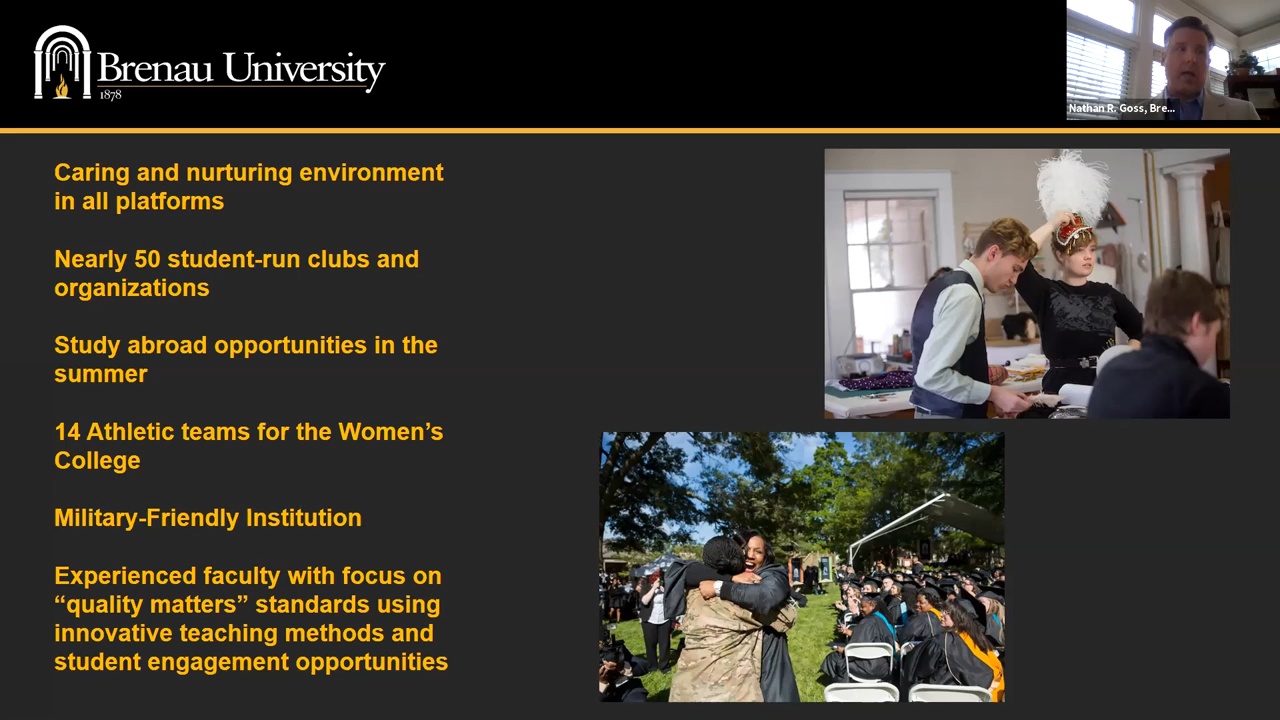 Brenau University
1878
Nathan R. Goss, Bre...
Caring and nurturing environment
in all platforms
Nearly 50 student-run clubs and
organizations
Study abroad opportunities in the
summer
14 Athletic teams for the Women’s
College
Military-Friendly Institution
Experienced faculty with focus on
“quality matters” standards using
innovative teaching methods and
student engagement opportunities